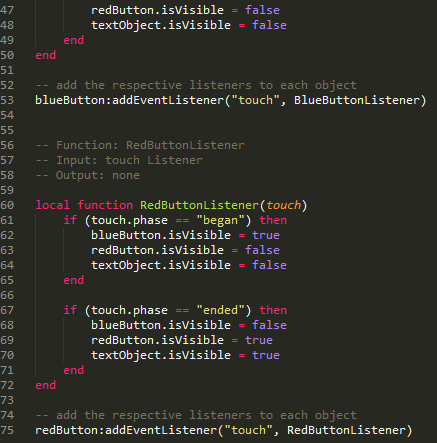 47 redButton.isVisible = false
48 textObject.isVisible = false
49 end
50 end
51
52 -- add the respective listeners to each object
53 blueButton:addEventListener("touch", BlueButtonListener)
54
55
56 -- Function: RedButtonListener
57 -- Input: touch Listener
58 -- Output: none
59
60 local function RedButtonListener(touch)
61 if (touch.phase == "began") then
62 blueButton.isVisible = true
63 redButton.isVisible = false
64 textObject.isVisible = false
65 end
66
67 if (touch.phase == "ended") then
68 blueButton.isVisible = false
69 redButton.isVisible = true
70 textObject.isVisible = true
71 end
72 end
73
74 -- add the respective listeners to each object
75 redButton:addEventListener("touch", RedButtonListener)